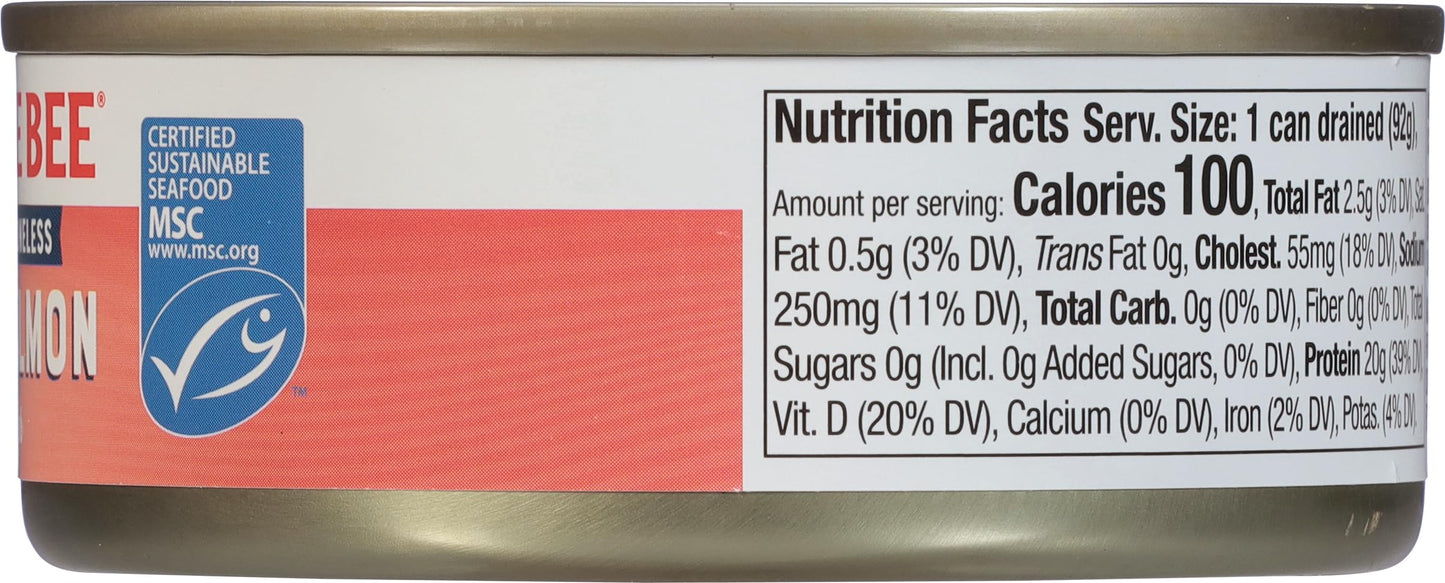 EBEE®
ELESS
LMON
CERTIFIED
SUSTAINABLE
SEAFOOD
MSC
www.msc.org
TM
Nutrition Facts Serv. Size: 1 can drained (92g),
Amount per serving: Calories 100, Total Fat 2.5g (3% DV), Sat.
Fat 0.5g (3% DV), Trans Fat 0g, Cholest. 55mg (18% DV), Sodium
250mg (11% DV), Total Carb. 0g (0% DV), Fiber 0g (0% DV), Total
Sugars 0g (Incl. 0g Added Sugars, 0% DV), Protein 20g (39% DV),
Vit. D (20% DV), Calcium (0% DV), Iron (2% DV), Potas. (4% DV).